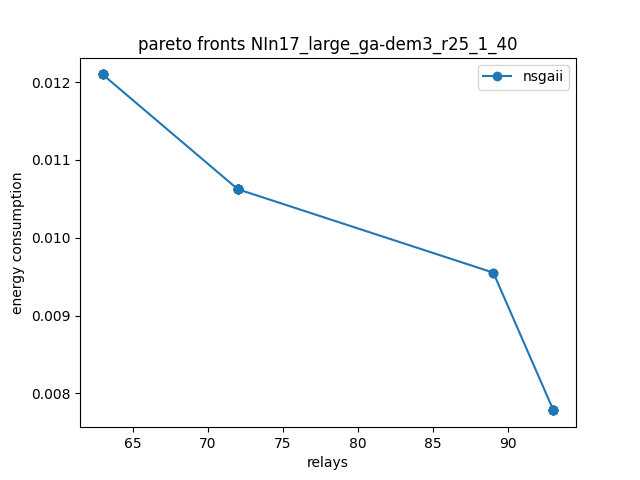 pareto fronts NIn17_large_ga-dem3_r25_1_40
nsgaii
0.012
0.011
0.010
0.009
0.008
energy consumption
65 70 75 80 85 90
relays